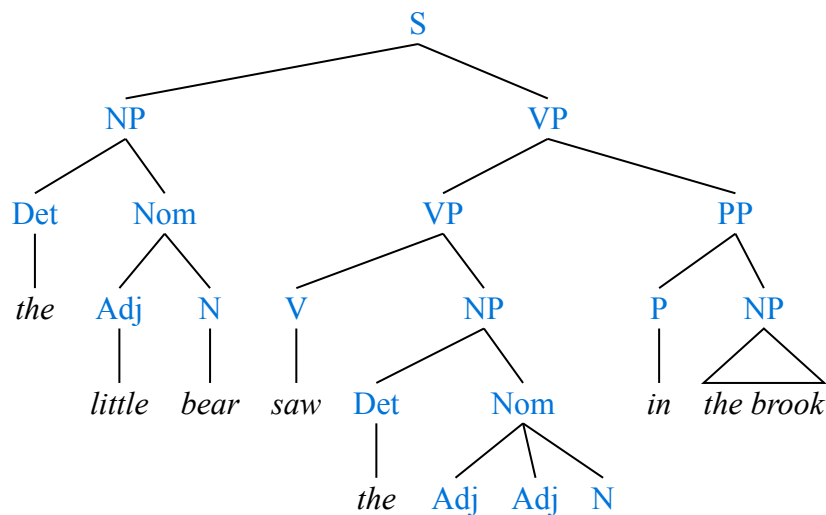 S
NP VP
Det Nom VP PP
the Adj N V NP P NP
little bear saw Det Nom in the brook
the Adj Adj N